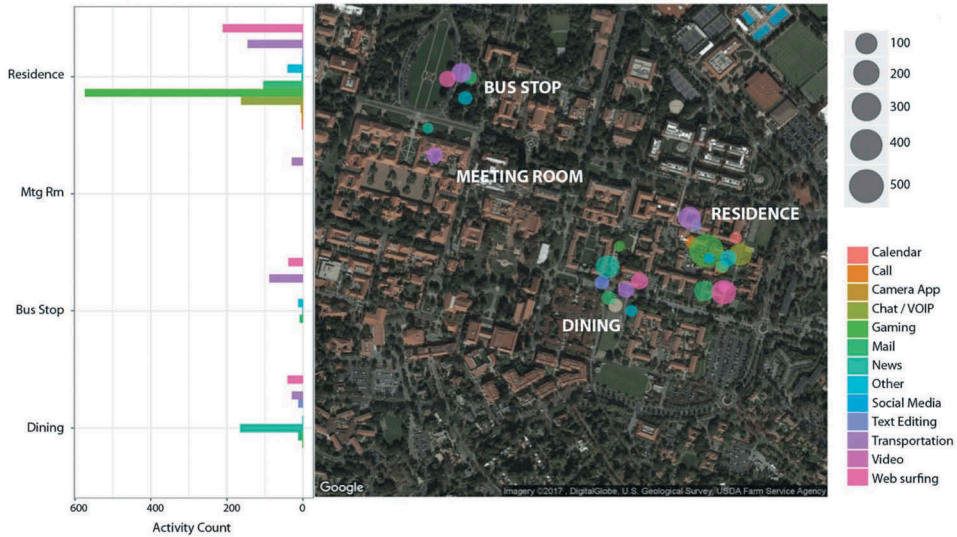 Residence
Mtg Rm
Bus Stop
Dining
600 400 200 0
Activity Count
BUS STOP
MEETING ROOM
RESIDENCE
DINING
Google
Imagery ©2017 , DigitalGlobe, U.S. Geological Survey, USDA Farm Service Agency
100
200
300
400
500
Calendar
Call
Camera App
Chat / VOIP
Gaming
Mail
News
Other
Social Media
Text Editing
Transportation
Video
Web surfing